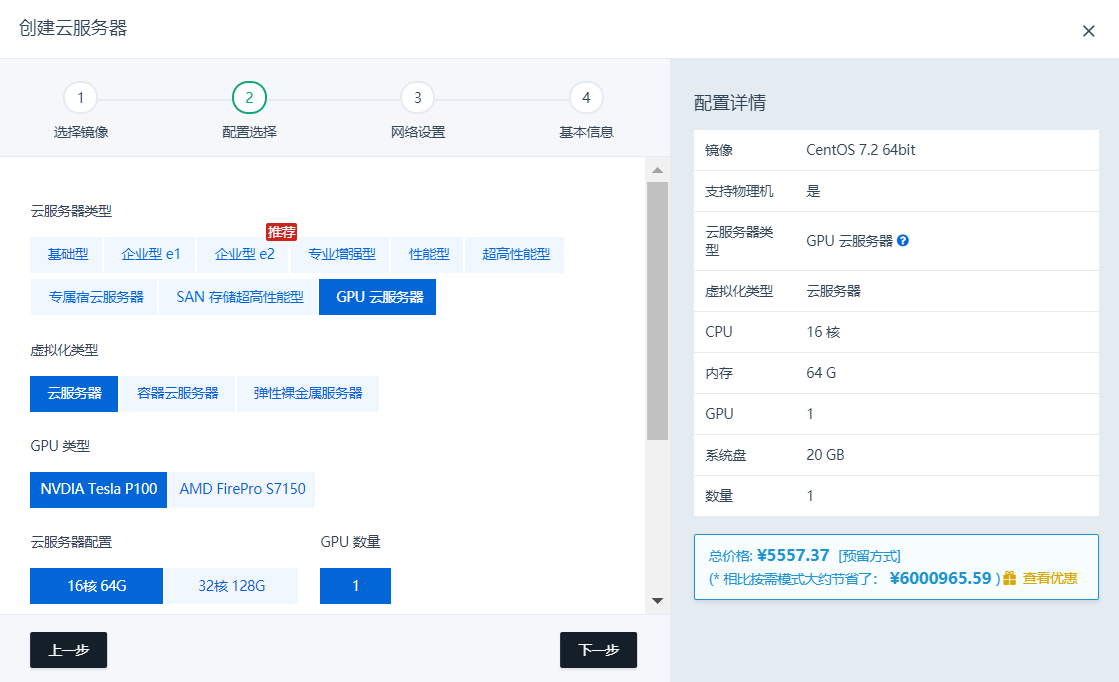 创建云服务器
×
1
2
3
4
选择镜像
配置选择
网络设置
基本信息
云服务器类型
推荐
基础型
企业型 e1
企业型 e2
专业增强型
性能型
超高性能型
专属宿云服务器
SAN 存储超高性能型
GPU 云服务器
虚拟化类型
云服务器
容器云服务器
弹性裸金属服务器
GPU 类型
NVIDIA Tesla P100
AMD FirePro S7150
云服务器配置
GPU 数量
16核 64G
32核 128G
1
上一步
下一步
配置详情
镜像 CentOS 7.2 64bit
支持物理机 是
云服务器类
型
GPU 云服务器
虚拟化类型 云服务器
CPU 16 核
内存 64 G
GPU 1
系统盘 20 GB
数量 1
总价格: ¥5557.37 [预留方式]
(* 相比按需模式大约节省了： ¥6000965.59 ) 查看优惠